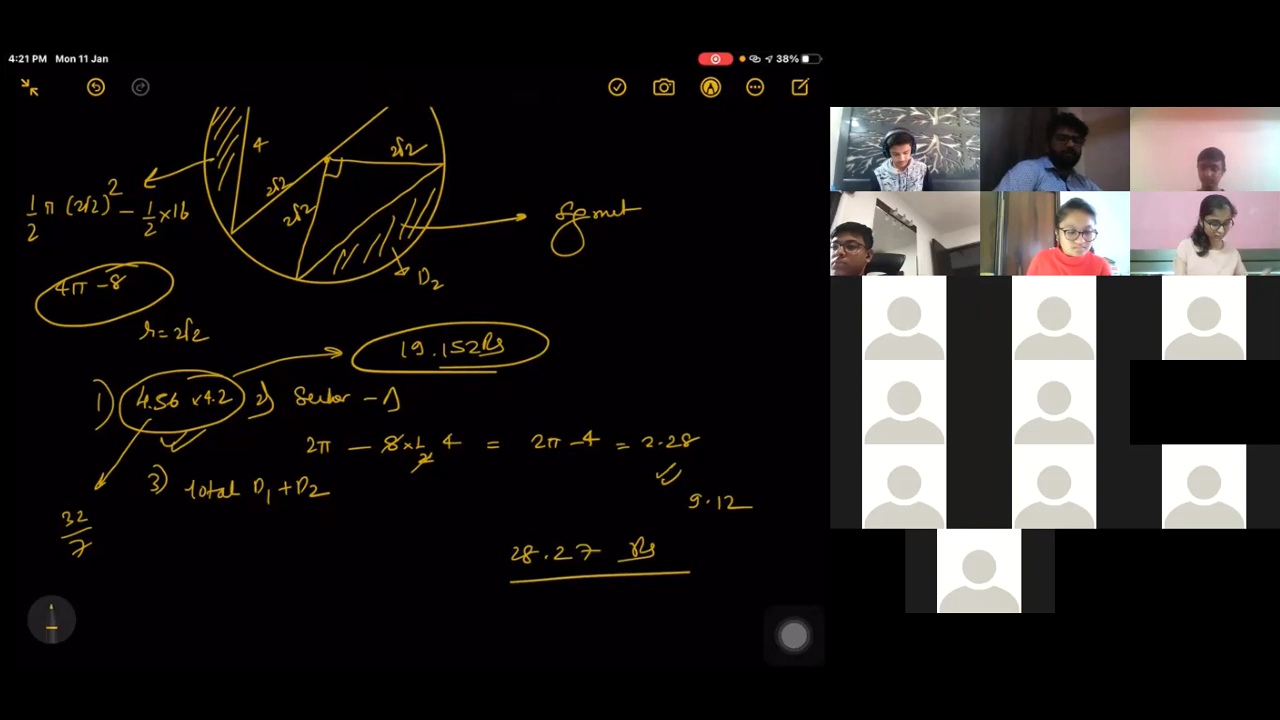 4:21 PM Mon 11 Jan
38%
4
2√2
2√2
2√2
1/2 π (2√2)² - 1/2 × 16
Segment
D₂
4π - 8
r = 2√2
19.152 Rs
1) 4.56 × 4.2
2) Sector - Δ
2π - 8 × 1/2 4 = 2π - 4 = 2.28
3) total D₁ + D₂
9.12
32/7
28.27 Rs